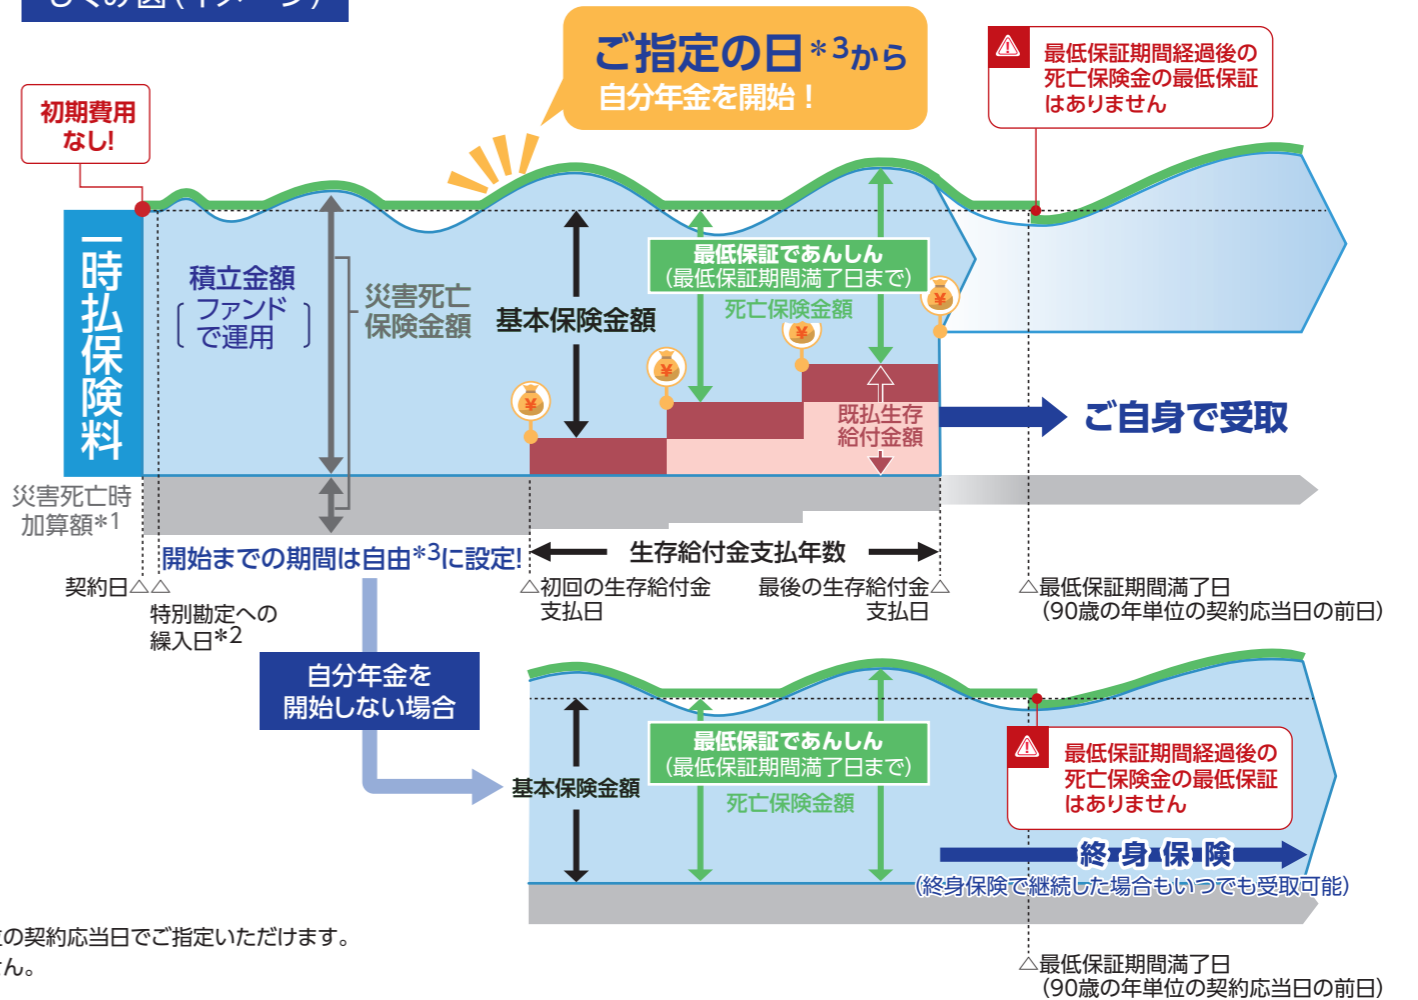 しくみ図(イメージ)
ご指定の日*3から
自分年金を開始！
最低保証期間経過後の
死亡保険金の最低保証
はありません
初期費用
なし!
一時払保険料
積立金額
ファンド
で運用
災害死亡
保険金額
基本保険金額
最低保証であんしん
(最低保証期間満了日まで)
死亡保険金額
¥
¥
¥
¥
既払生存
給付金額
ご自身で受取
災害死亡時
加算額*1
開始までの期間は自由*3に設定!
生存給付金支払年数
契約日△△
特別勘定への
繰入日*2
△初回の生存給付金
支払日
最後の生存給付金△
支払日
△最低保証期間満了日
(90歳の年単位の契約応当日の前日)
自分年金を
開始しない場合
基本保険金額
最低保証であんしん
(最低保証期間満了日まで)
死亡保険金額
最低保証期間経過後の
死亡保険金の最低保証
はありません
終身保険
(終身保険で継続した場合もいつでも受取可能)
の契約応当日でご指定いただけます。
せん。
△最低保証期間満了日
(90歳の年単位の契約応当日の前日)